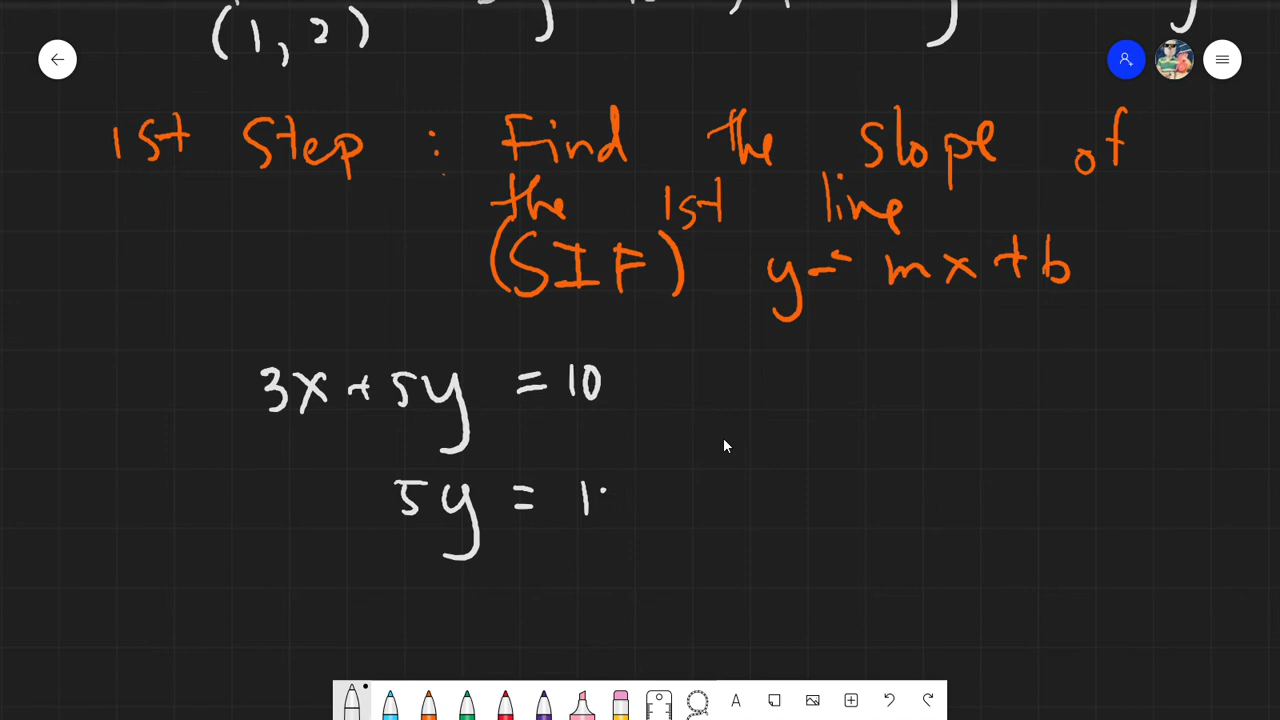 (1, 2)
1st Step : Find the slope of
the 1st line
(SIF) y = mx + b
3x + 5y = 10
5y = 1